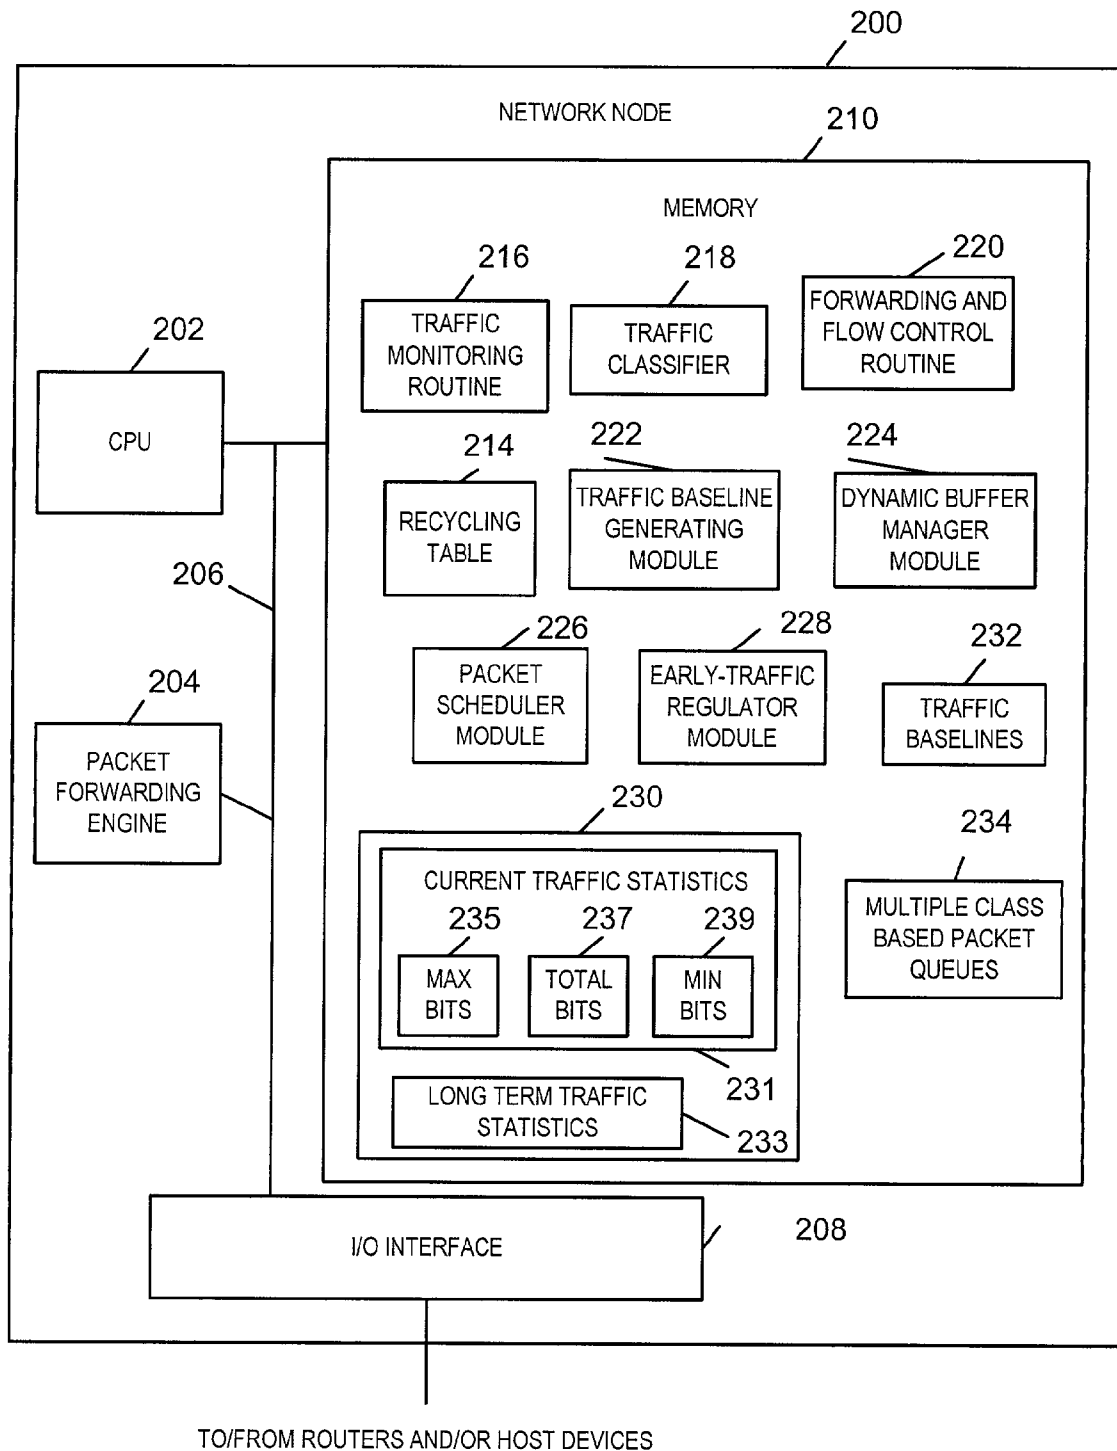 200
NETWORK NODE
210
MEMORY
216
218
220
TRAFFIC
MONITORING
ROUTINE
TRAFFIC
CLASSIFIER
FORWARDING AND
FLOW CONTROL
ROUTINE
202
CPU
214
222
224
RECYCLING
TABLE
TRAFFIC BASELINE
GENERATING
MODULE
DYNAMIC BUFFER
MANAGER
MODULE
206
226
228
232
PACKET
SCHEDULER
MODULE
EARLY-TRAFFIC
REGULATOR
MODULE
TRAFFIC
BASELINES
204
PACKET
FORWARDING
ENGINE
230
234
CURRENT TRAFFIC STATISTICS
235
237
239
MAX
BITS
TOTAL
BITS
MIN
BITS
MULTIPLE CLASS
BASED PACKET
QUEUES
231
LONG TERM TRAFFIC
STATISTICS
233
I/O INTERFACE
208
TO/FROM ROUTERS AND/OR HOST DEVICES